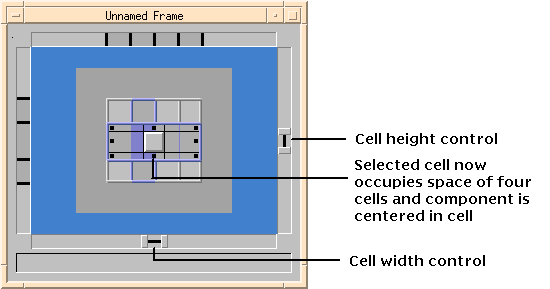 Unnamed Frame
Cell height control
Selected cell now
occupies space of four
cells and component is
centered in cell
Cell width control